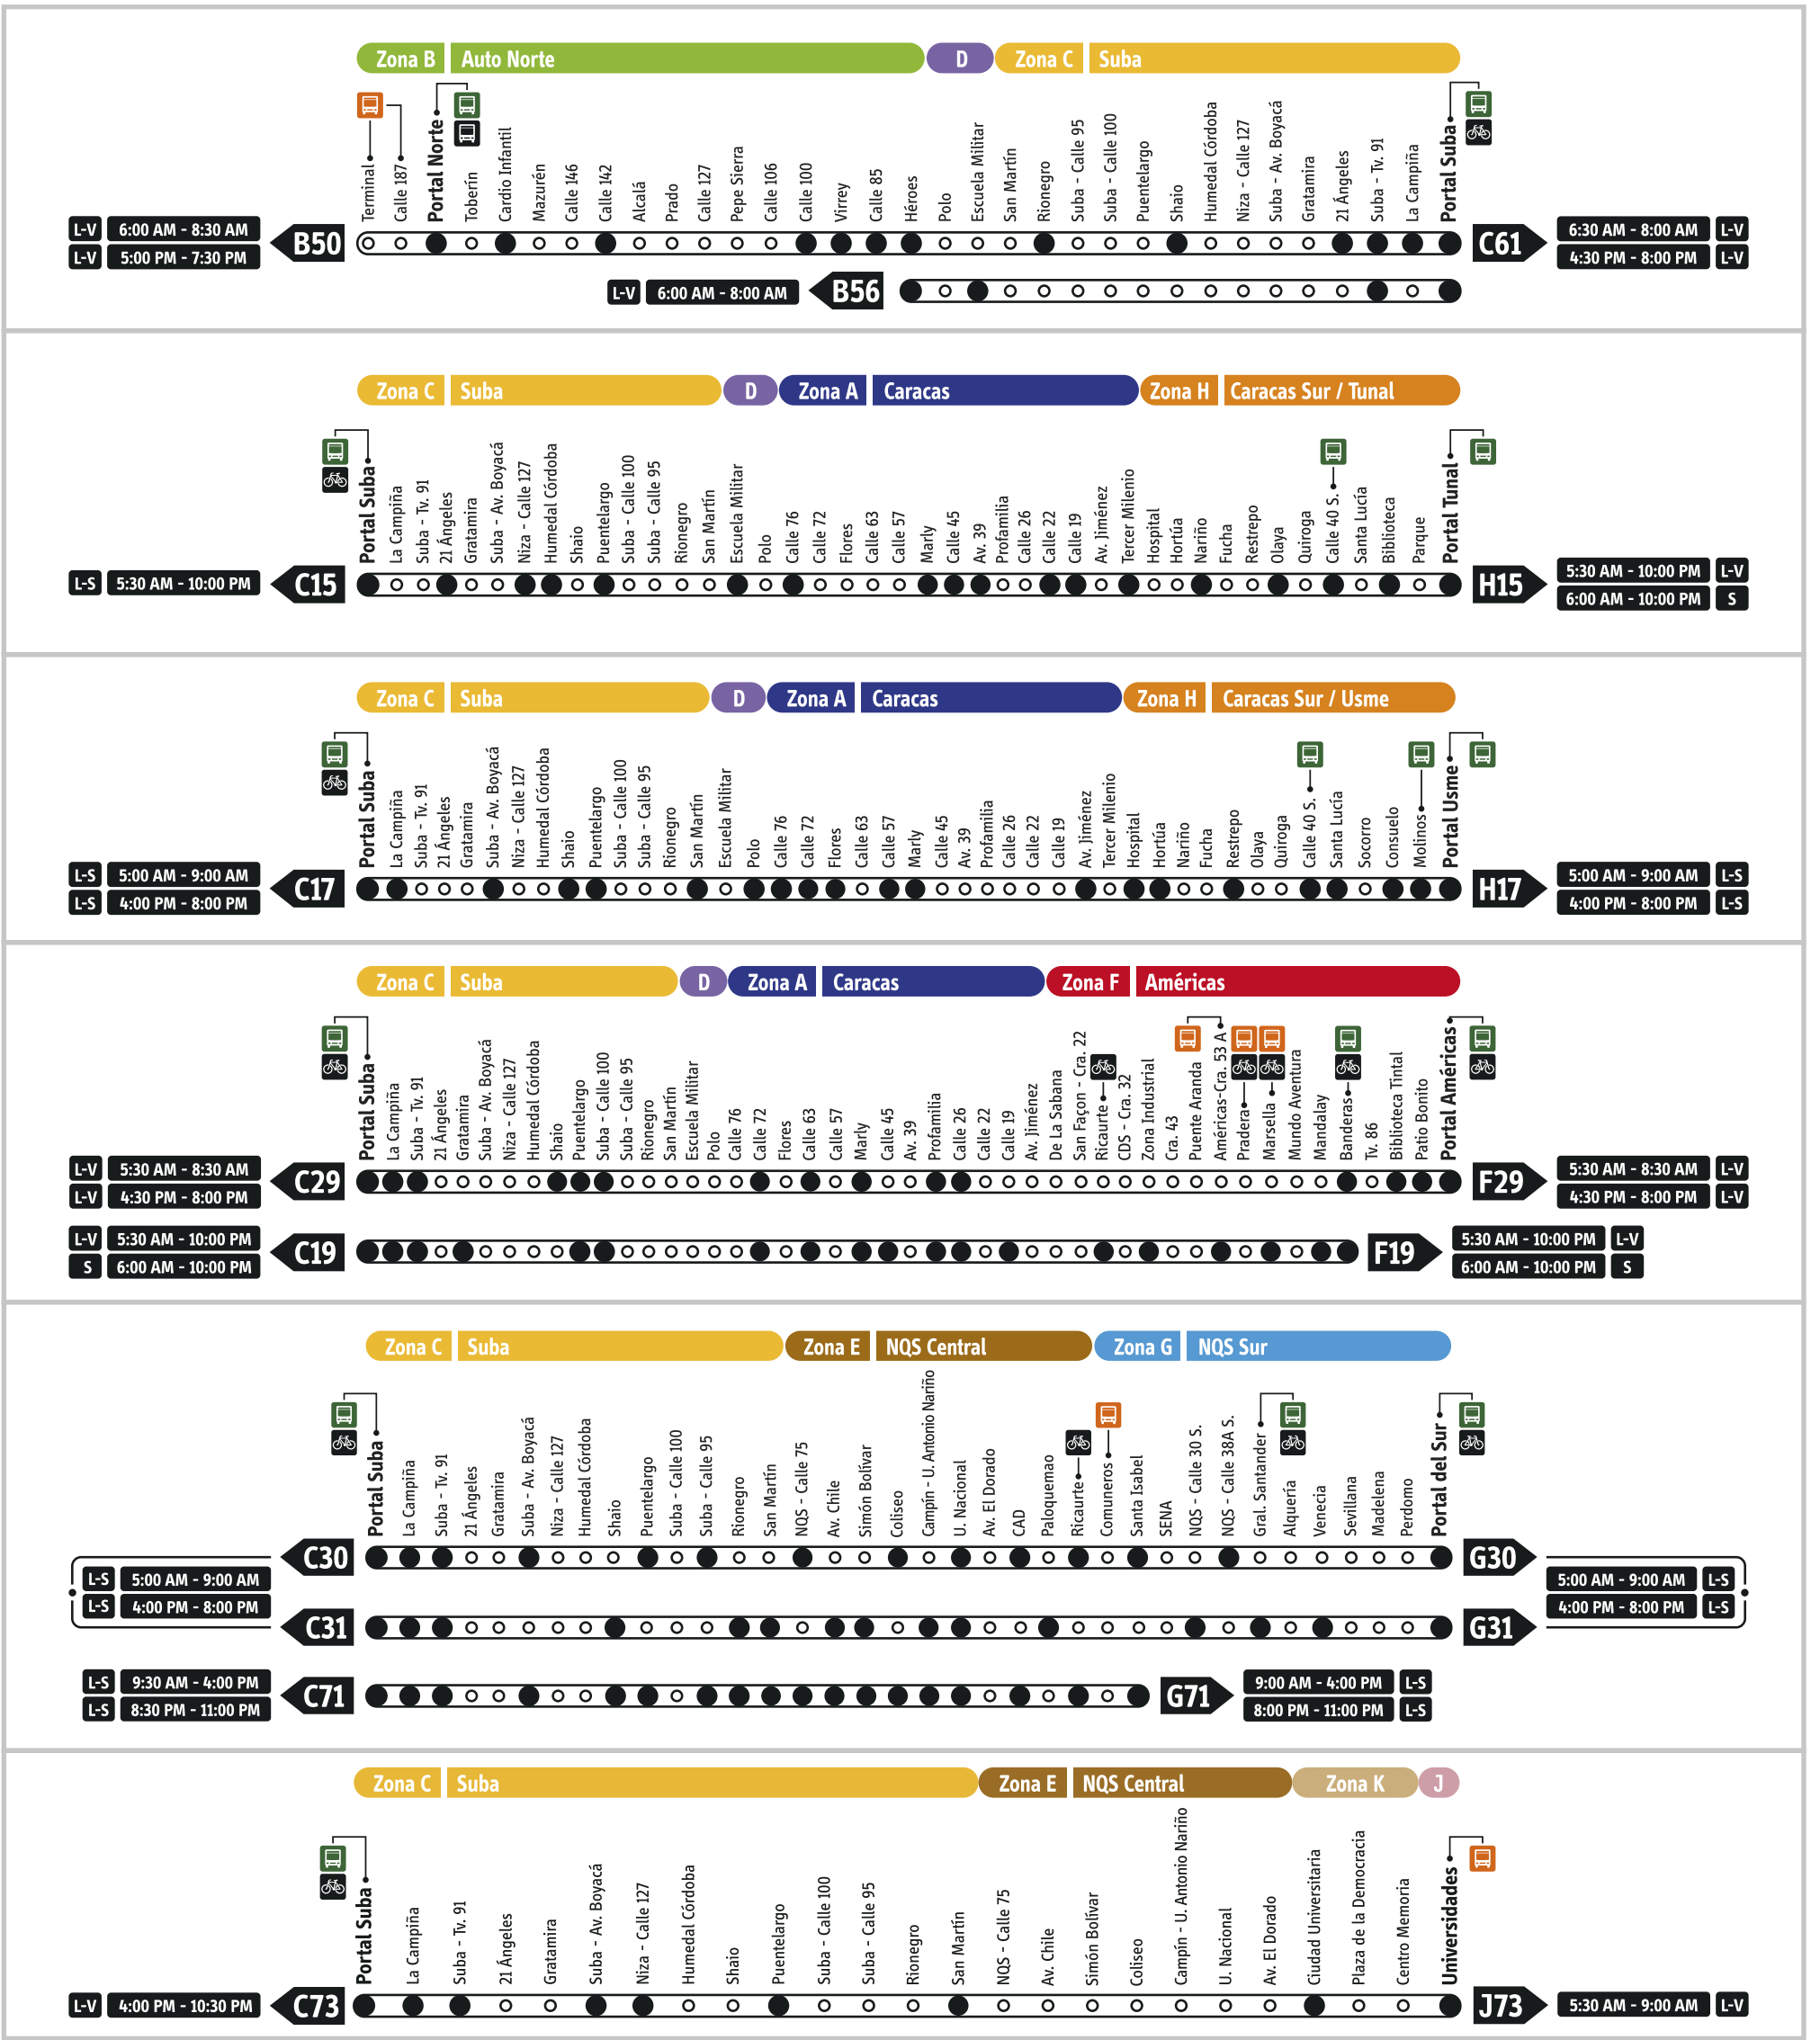 Zona B Auto Norte D Zona C Suba
Terminal
Calle 187
Portal Norte
Toberín
Cardio Infantil
Mazurén
Calle 146
Calle 142
Alcalá
Prado
Calle 127
Pepe Sierra
Calle 106
Calle 100
Virrey
Calle 85
Héroes
Polo
Escuela Militar
San Martín
Rionegro
Suba - Calle 95
Suba - Calle 100
Puentelargo
Shaio
Humedal Córdoba
Niza - Calle 127
Suba - Av. Boyacá
Gratamira
21 Ángeles
Suba - Tv. 91
La Campiña
Portal Suba
L-V 6:00 AM - 8:30 AM
L-V 5:00 PM - 7:30 PM
B50
C61
6:30 AM - 8:00 AM L-V
4:30 PM - 8:00 PM L-V
L-V 6:00 AM - 8:00 AM B56
Zona C Suba D Zona A Caracas Zona H Caracas Sur / Tunal
Portal Suba
La Campiña
Suba - Tv. 91
21 Ángeles
Gratamira
Suba - Av. Boyacá
Niza - Calle 127
Humedal Córdoba
Shaio
Puentelargo
Suba - Calle 100
Suba - Calle 95
Rionegro
San Martín
Escuela Militar
Polo
Calle 76
Calle 72
Flores
Calle 63
Calle 57
Marly
Calle 45
Av. 39
Profamilia
Calle 26
Calle 22
Calle 19
Av. Jiménez
Tercer Milenio
Hospital
Hortúa
Nariño
Fucha
Restrepo
Olaya
Quiroga
Calle 40 S.
Santa Lucía
Biblioteca
Parque
Portal Tunal
L-S 5:30 AM - 10:00 PM C15
H15
5:30 AM - 10:00 PM L-V
6:00 AM - 10:00 PM S
Zona C Suba D Zona A Caracas Zona H Caracas Sur / Usme
Portal Suba
La Campiña
Suba - Tv. 91
21 Ángeles
Gratamira
Suba - Av. Boyacá
Niza - Calle 127
Humedal Córdoba
Shaio
Puentelargo
Suba - Calle 100
Suba - Calle 95
Rionegro
San Martín
Escuela Militar
Polo
Calle 76
Calle 72
Flores
Calle 63
Calle 57
Marly
Calle 45
Av. 39
Profamilia
Calle 26
Calle 22
Calle 19
Av. Jiménez
Tercer Milenio
Hospital
Hortúa
Nariño
Fucha
Restrepo
Olaya
Quiroga
Calle 40 S.
Santa Lucía
Socorro
Consuelo
Molinos
Portal Usme
L-S 5:00 AM - 9:00 AM
L-S 4:00 PM - 8:00 PM
C17
H17
5:00 AM - 9:00 AM L-S
4:00 PM - 8:00 PM L-S
Zona C Suba D Zona A Caracas Zona F Américas
Portal Suba
La Campiña
Suba - Tv. 91
21 Ángeles
Gratamira
Suba - Av. Boyacá
Niza - Calle 127
Humedal Córdoba
Shaio
Puentelargo
Suba - Calle 100
Suba - Calle 95
Rionegro
San Martín
Escuela Militar
Polo
Calle 76
Calle 72
Flores
Calle 63
Calle 57
Marly
Calle 45
Av. 39
Profamilia
Calle 26
Calle 22
Calle 19
Av. Jiménez
De La Sabana
San Façon - Cra. 22
Ricaurte
CDS - Cra. 32
Zona Industrial
Cra. 43
Puente Aranda
Américas-Cra. 53 A
Pradera
Marsella
Mundo Aventura
Mandalay
Banderas
Tv. 86
Biblioteca Tintal
Patio Bonito
Portal Américas
L-V 5:30 AM - 8:30 AM
L-V 4:30 PM - 8:00 PM
C29
F29
5:30 AM - 8:30 AM L-V
4:30 PM - 8:00 PM L-V
L-V 5:30 AM - 10:00 PM
S 6:00 AM - 10:00 PM
C19
F19
5:30 AM - 10:00 PM L-V
6:00 AM - 10:00 PM S
Zona C Suba Zona E NQS Central Zona G NQS Sur
Portal Suba
La Campiña
Suba - Tv. 91
21 Ángeles
Gratamira
Suba - Av. Boyacá
Niza - Calle 127
Humedal Córdoba
Shaio
Puentelargo
Suba - Calle 100
Suba - Calle 95
Rionegro
San Martín
NQS - Calle 75
Av. Chile
Simón Bolívar
Coliseo
Campín - U. Antonio Nariño
U. Nacional
Av. El Dorado
CAD
Paloquemao
Ricaurte
Comuneros
Santa Isabel
SENA
NQS - Calle 30 S.
NQS - Calle 38A S.
Gral. Santander
Alquería
Venecia
Sevillana
Madelena
Perdomo
Portal del Sur
C30
G30
L-S 5:00 AM - 9:00 AM
L-S 4:00 PM - 8:00 PM
5:00 AM - 9:00 AM L-S
4:00 PM - 8:00 PM L-S
C31
G31
L-S 9:30 AM - 4:00 PM
L-S 8:30 PM - 11:00 PM
C71
G71
9:00 AM - 4:00 PM L-S
8:00 PM - 11:00 PM L-S
Zona C Suba Zona E NQS Central Zona K J
Portal Suba
La Campiña
Suba - Tv. 91
21 Ángeles
Gratamira
Suba - Av. Boyacá
Niza - Calle 127
Humedal Córdoba
Shaio
Puentelargo
Suba - Calle 100
Suba - Calle 95
Rionegro
San Martín
NQS - Calle 75
Av. Chile
Simón Bolívar
Coliseo
Campín - U. Antonio Nariño
U. Nacional
Av. El Dorado
Ciudad Universitaria
Plaza de la Democracia
Centro Memoria
Universidades
L-V 4:00 PM - 10:30 PM C73
J73 5:30 AM - 9:00 AM L-V